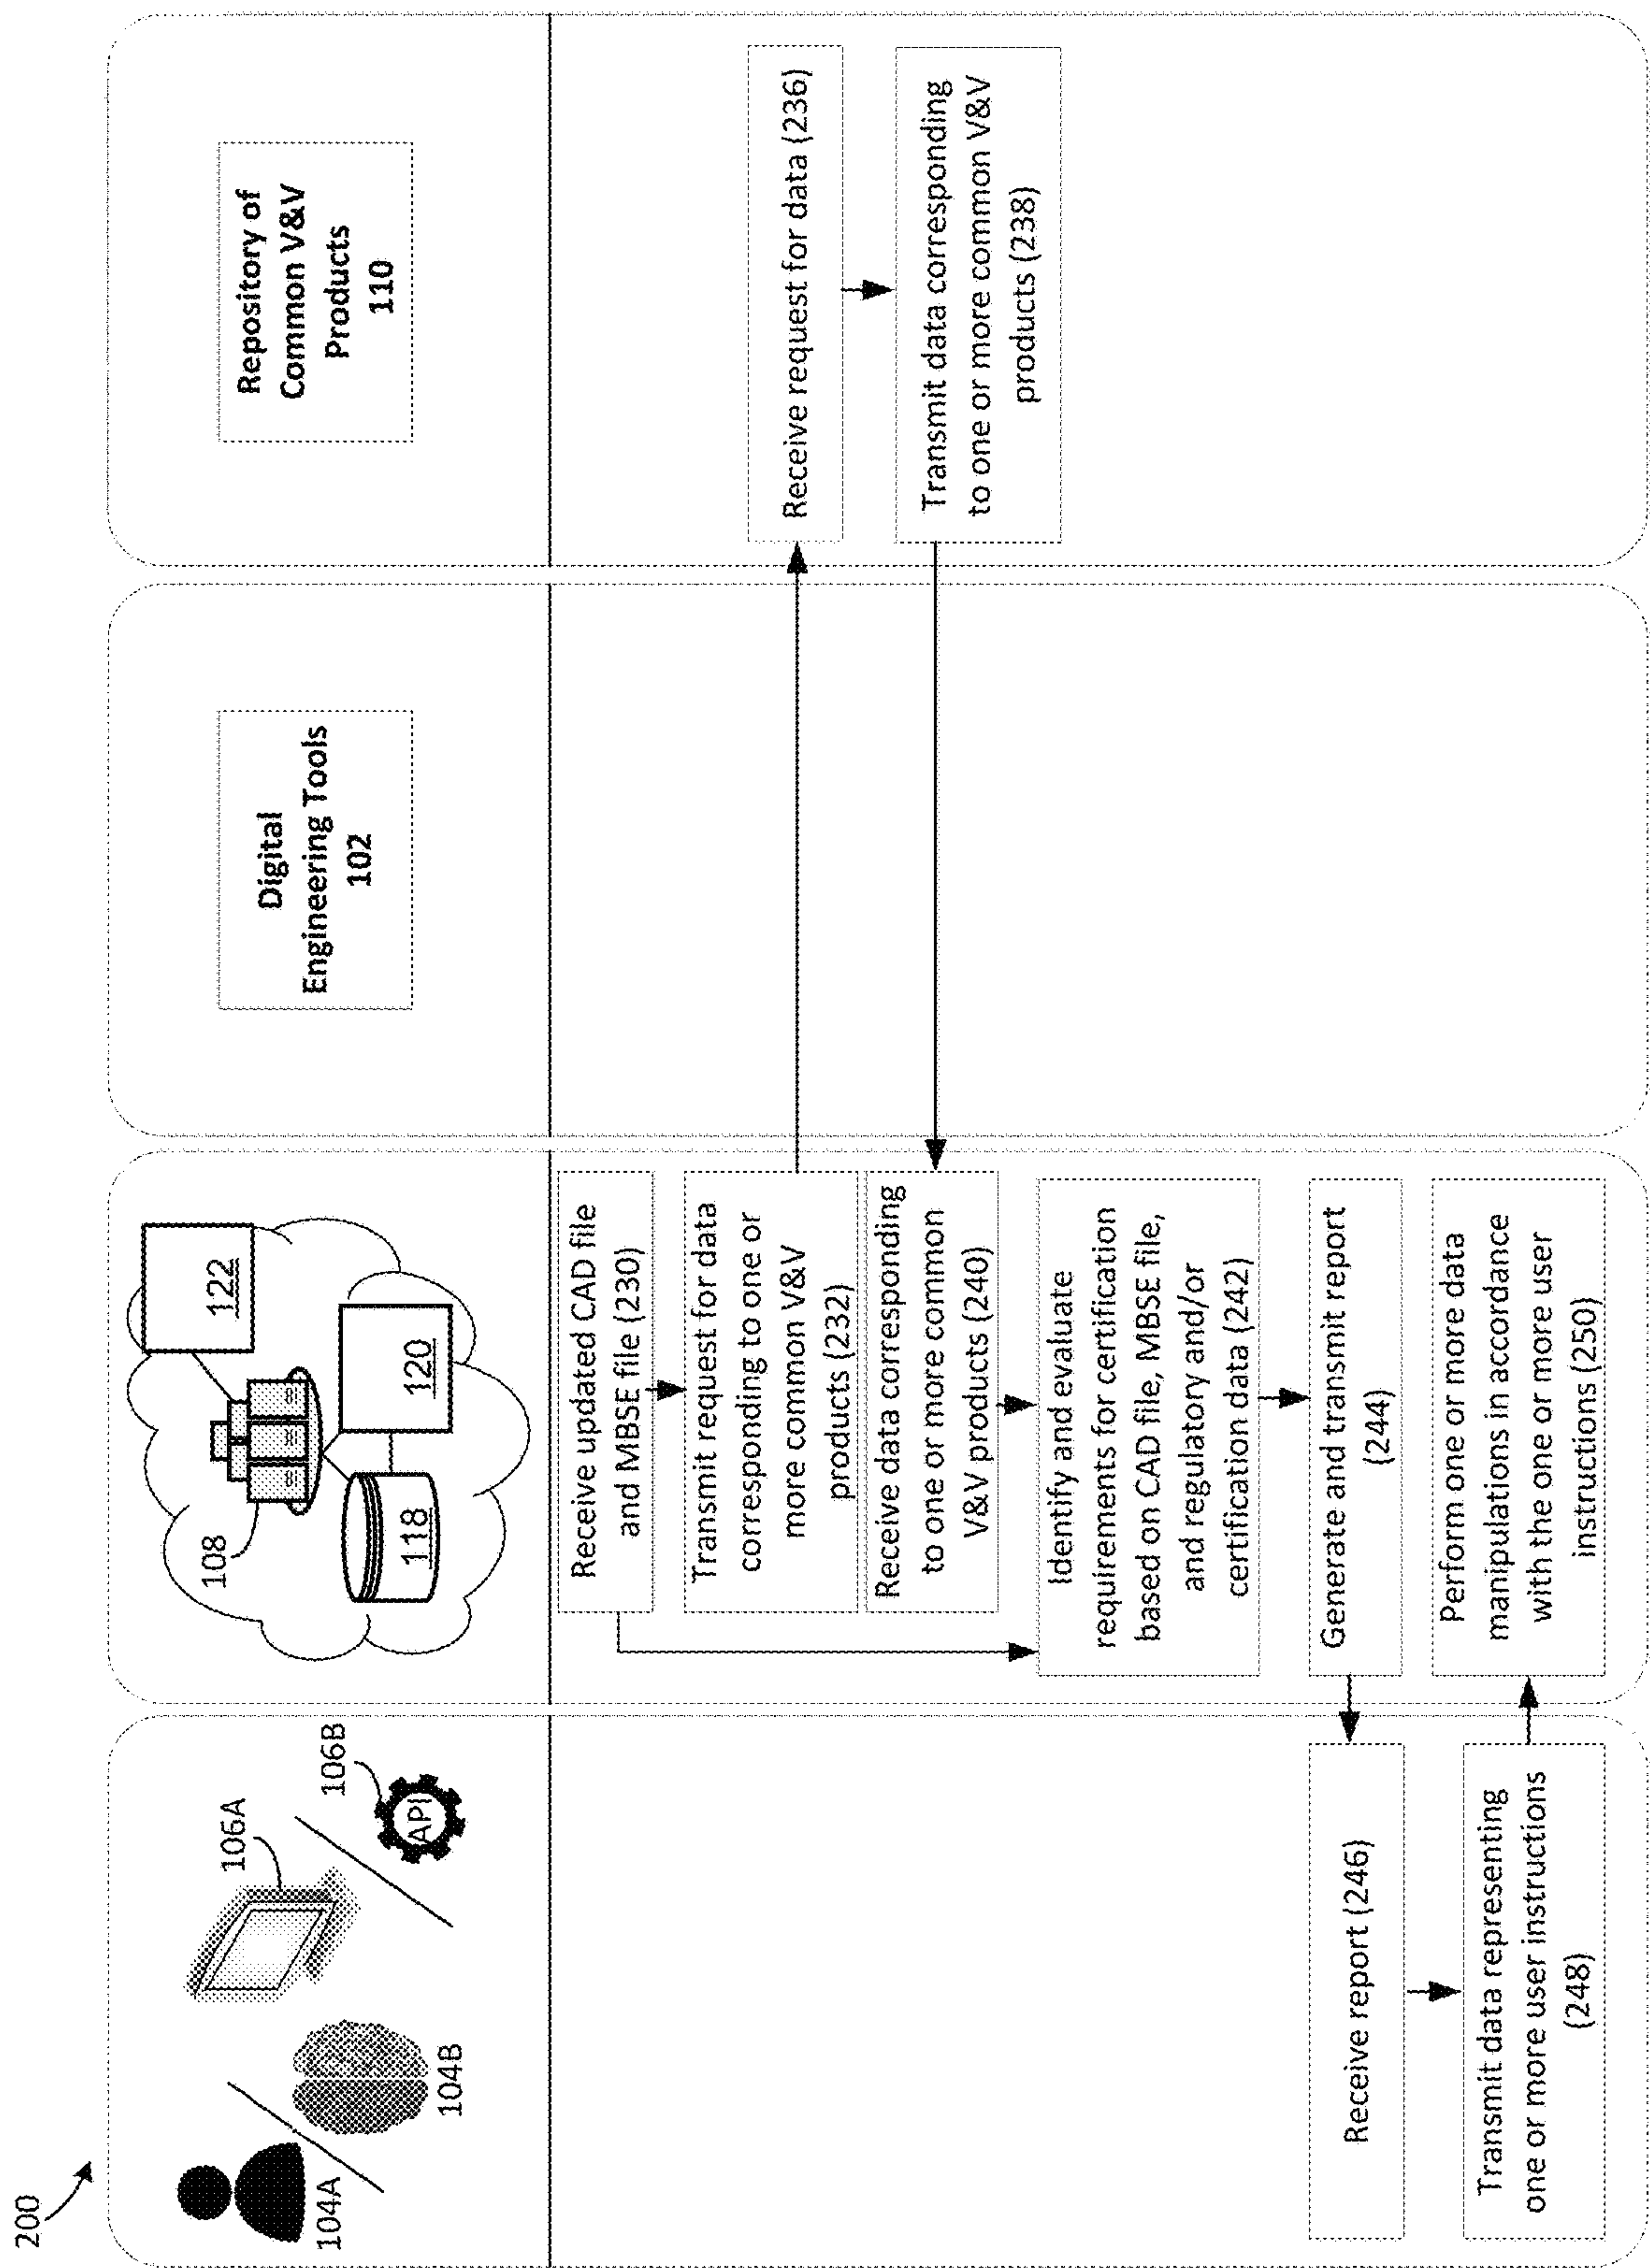 200
104A
104B
106A
106B
API
108
118
120
122
Digital
Engineering Tools
102
Repository of
Common V&V
Products
110
Receive updated CAD file
and MBSE file (230)
Transmit request for data
corresponding to one or
more common V&V
products (232)
Receive request for data (236)
Transmit data corresponding
to one or more common V&V
products (238)
Receive data corresponding
to one or more common
V&V products (240)
Identify and evaluate
requirements for certification
based on CAD file, MBSE file,
and regulatory and/or
certification data (242)
Generate and transmit report
(244)
Receive report (246)
Transmit data representing
one or more user instructions
(248)
Perform one or more data
manipulations in accordance
with the one or more user
instructions (250)